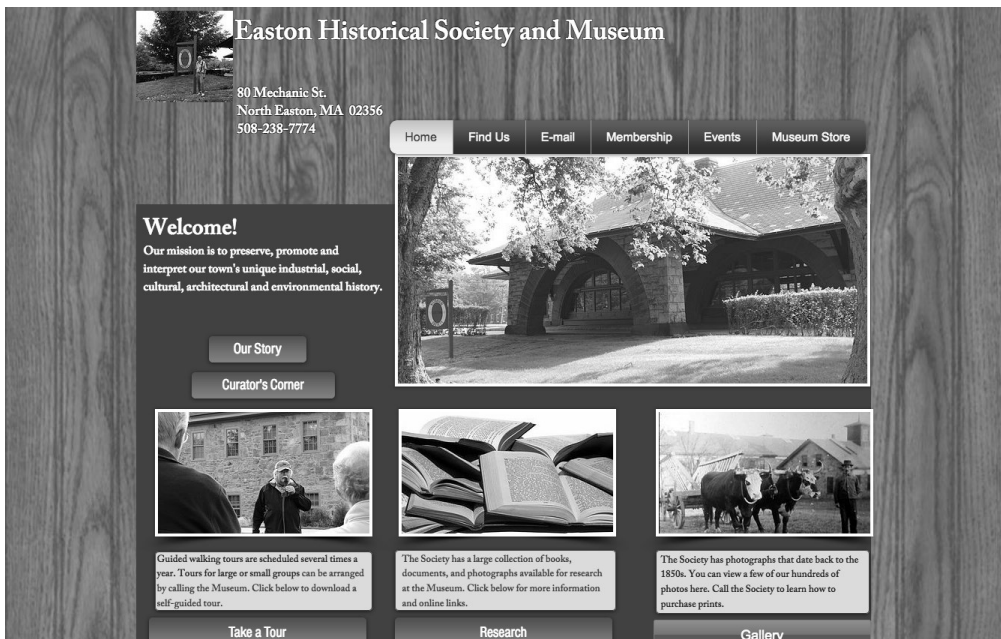 Easton Historical Society and Museum
80 Mechanic St.
North Easton, MA 02356
508-238-7774
Home
Find Us
E-mail
Membership
Events
Museum Store
Welcome!
Our mission is to preserve, promote and
interpret our town's unique industrial, social,
cultural, architectural and environmental history.
Our Story
Curator's Corner
Guided walking tours are scheduled several times a
year. Tours for large or small groups can be arranged
by calling the Museum. Click below to download a
self-guided tour.
The Society has a large collection of books,
documents, and photographs available for research
at the Museum. Click below for more information
and online links.
The Society has photographs that date back to the
1850s. You can view a few of our hundreds of
photos here. Call the Society to learn how to
purchase prints.
Take a Tour
Research
Gallery